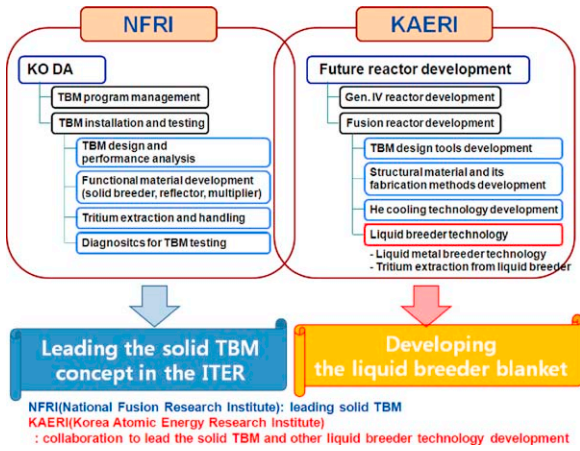 NFRI
KO DA
TBM program management
TBM installation and testing
TBM design and
performance analysis
Functional material development
(solid breeder, reflector, multiplier)
Tritium extraction and handling
Diagnositcs for TBM testing
KAERI
Future reactor development
Gen. IV reactor development
Fusion reactor development
TBM design tools development
Structural material and its
fabrication methods development
He cooling technology development
Liquid breeder technology
- Liquid metal breeder technology
- Tritium extraction from liquid breeder
Leading the solid TBM
concept in the ITER
Developing
the liquid breeder blanket
NFRI(National Fusion Research Institute): leading solid TBM
KAERI(Korea Atomic Energy Research Institute)
: collaboration to lead the solid TBM and other liquid breeder technology development